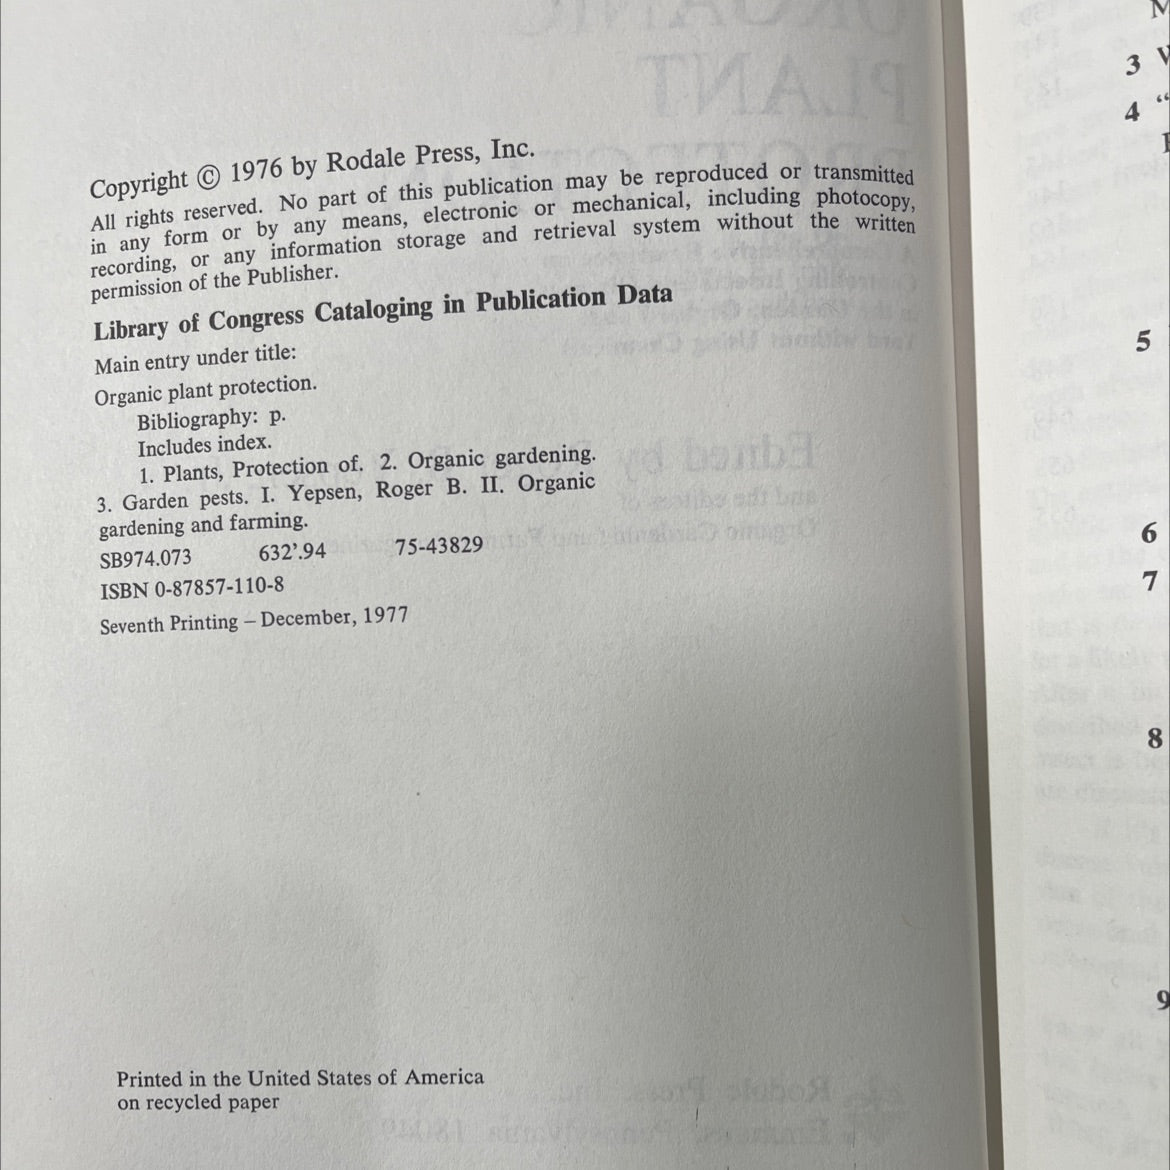 Copyright © 1976 by Rodale Press, Inc.
All rights reserved. No part of this publication may be reproduced or transmitted
in any form or by any means, electronic or mechanical, including photocopy,
recording, or any information storage and retrieval system without the written
permission of the Publisher.
Library of Congress Cataloging in Publication Data
Main entry under title:
Organic plant protection.
Bibliography: p.
Includes index.
1. Plants, Protection of. 2. Organic gardening.
3. Garden pests. I. Yepsen, Roger B. II. Organic
gardening and farming.
SB974.073 632'.94 75-43829
ISBN 0-87857-110-8
Seventh Printing – December, 1977
Printed in the United States of America
on recycled paper
3
4 “
5
6
7
8
9